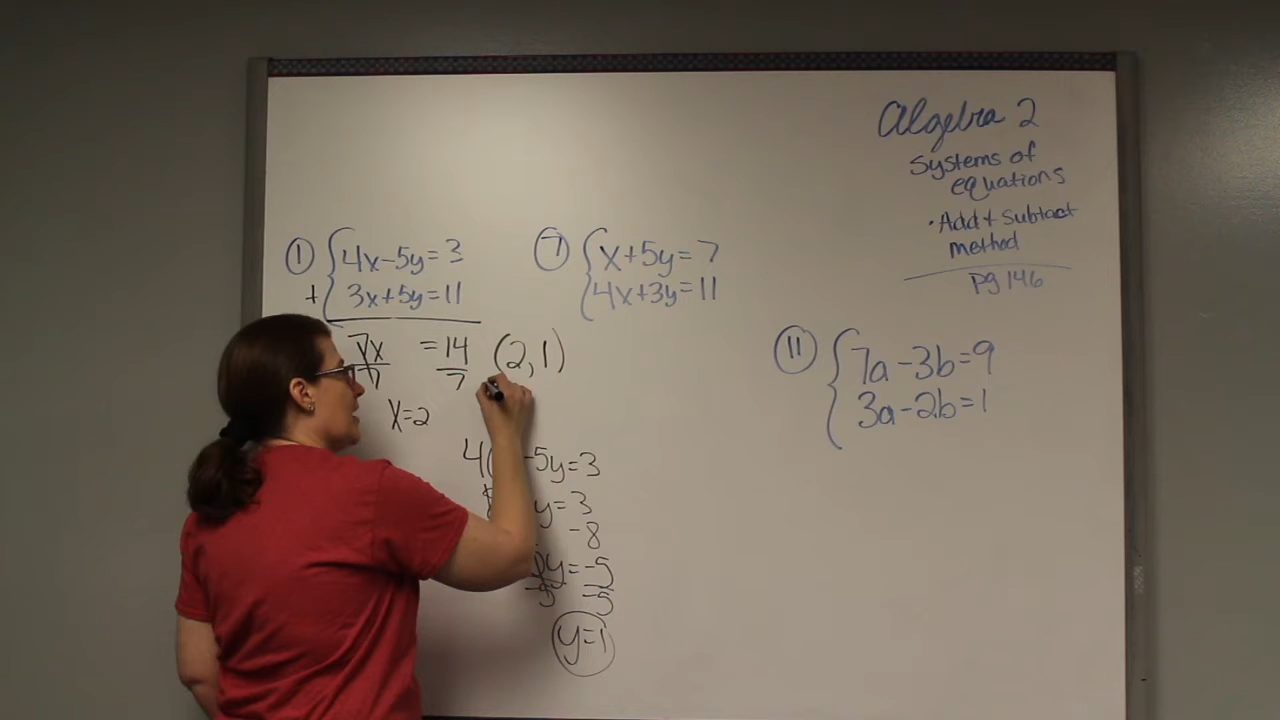 Algebra 2
Systems of
equations
• Add + Subtract
method
pg 146
① 4x-5y=3
+ 3x+5y=11
7x =14
7 7
x=2
(2,1)
4( -5y=3
y=3
-8
5y=-5
-5 -5
y=1
⑦ x+5y=7
4x+3y=11
⑪ 7a-3b=9
3a-2b=1